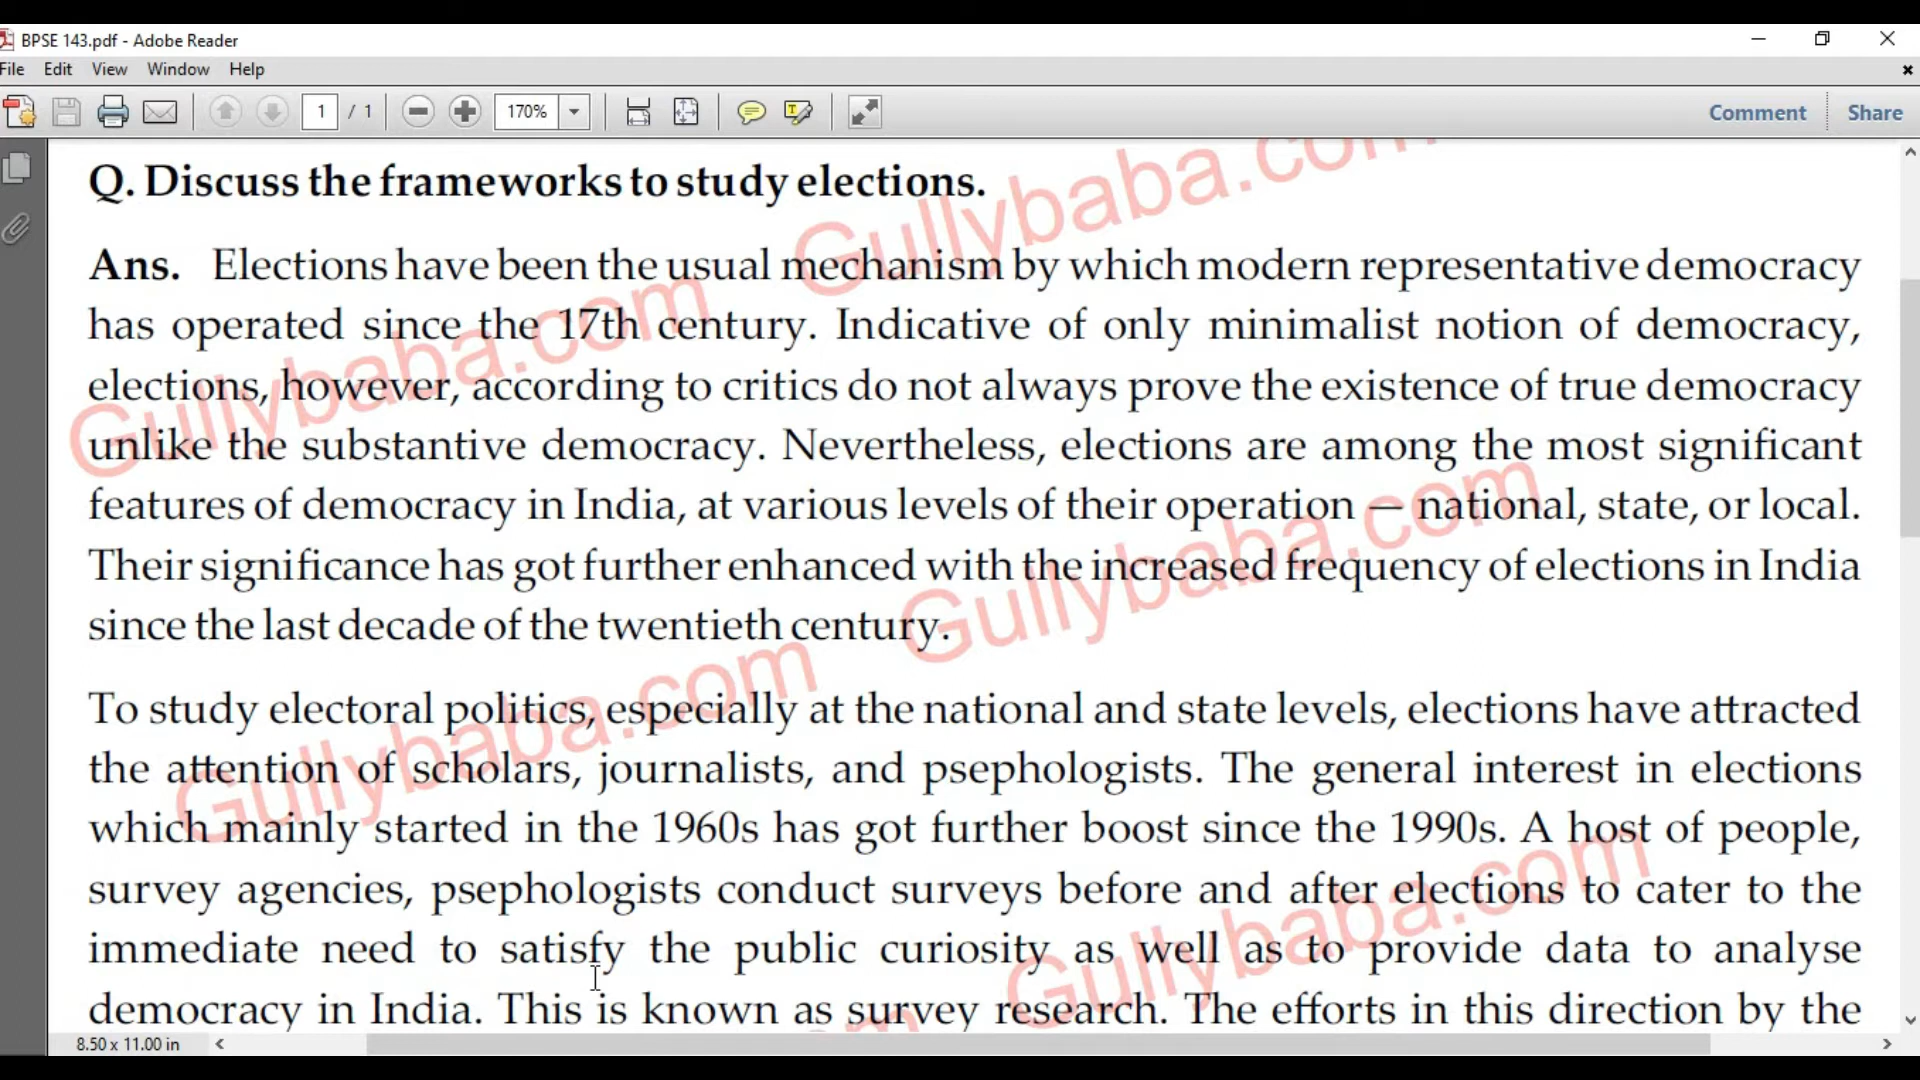 BPSE 143.pdf - Adobe Reader
File Edit View Window Help
1 / 1 170% Comment Share
Q. Discuss the frameworks to study elections.
Ans. Elections have been the usual mechanism by which modern representative democracy
has operated since the 17th century. Indicative of only minimalist notion of democracy,
elections, however, according to critics do not always prove the existence of true democracy
unlike the substantive democracy. Nevertheless, elections are among the most significant
features of democracy in India, at various levels of their operation — national, state, or local.
Their significance has got further enhanced with the increased frequency of elections in India
since the last decade of the twentieth century.
To study electoral politics, especially at the national and state levels, elections have attracted
the attention of scholars, journalists, and psephologists. The general interest in elections
which mainly started in the 1960s has got further boost since the 1990s. A host of people,
survey agencies, psephologists conduct surveys before and after elections to cater to the
immediate need to satisfy the public curiosity as well as to provide data to analyse
democracy in India. This is known as survey research. The efforts in this direction by the
8.50 x 11.00 in
Gullybaba.com
Gullybaba.com
Gullybaba.com
Gullybaba.com
Gullybaba.com